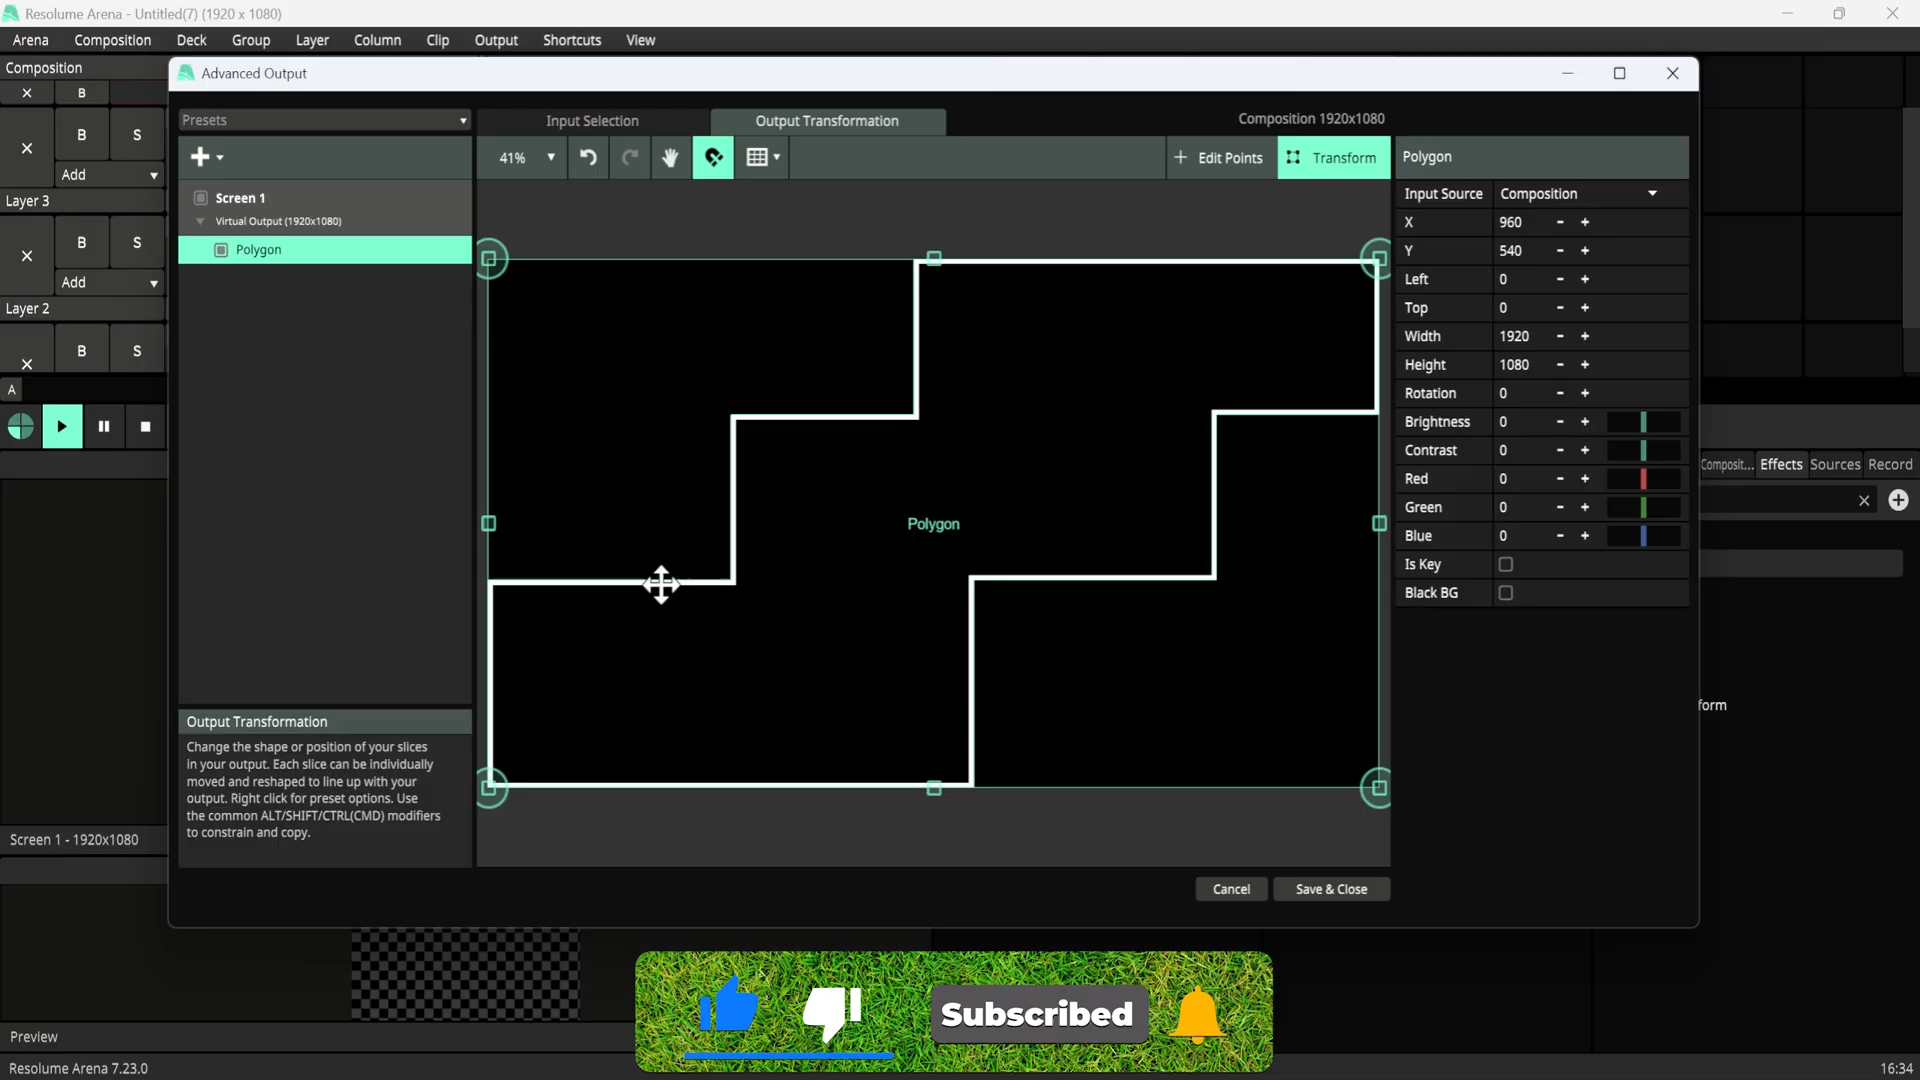 Resolume Arena - Untitled(7) (1920 x 1080)
Arena Composition Deck Group Layer Column Clip Output Shortcuts View
Composition
B
B S
Add
Layer 3
B S
Add
Layer 2
B S
A
Screen 1 - 1920x1080
Preview
Resolume Arena 7.23.0
Advanced Output
Presets
Screen 1
Virtual Output (1920x1080)
Polygon
Output Transformation
Change the shape or position of your slices
in your output. Each slice can be individually
moved and reshaped to line up with your
output. Right click for preset options. Use
the common ALT/SHIFT/CTRL(CMD) modifiers
to constrain and copy.
Input Selection
Output Transformation
Composition 1920x1080
41%
+ Edit Points
Transform
Polygon
Polygon
Input Source Composition
X 960 - +
Y 540 - +
Left 0 - +
Top 0 - +
Width 1920 - +
Height 1080 - +
Rotation 0 - +
Brightness 0 - +
Contrast 0 - +
Red 0 - +
Green 0 - +
Blue 0 - +
Is Key
Black BG
Cancel
Save & Close
Composit... Effects Sources Record
form
Subscribed
16:34